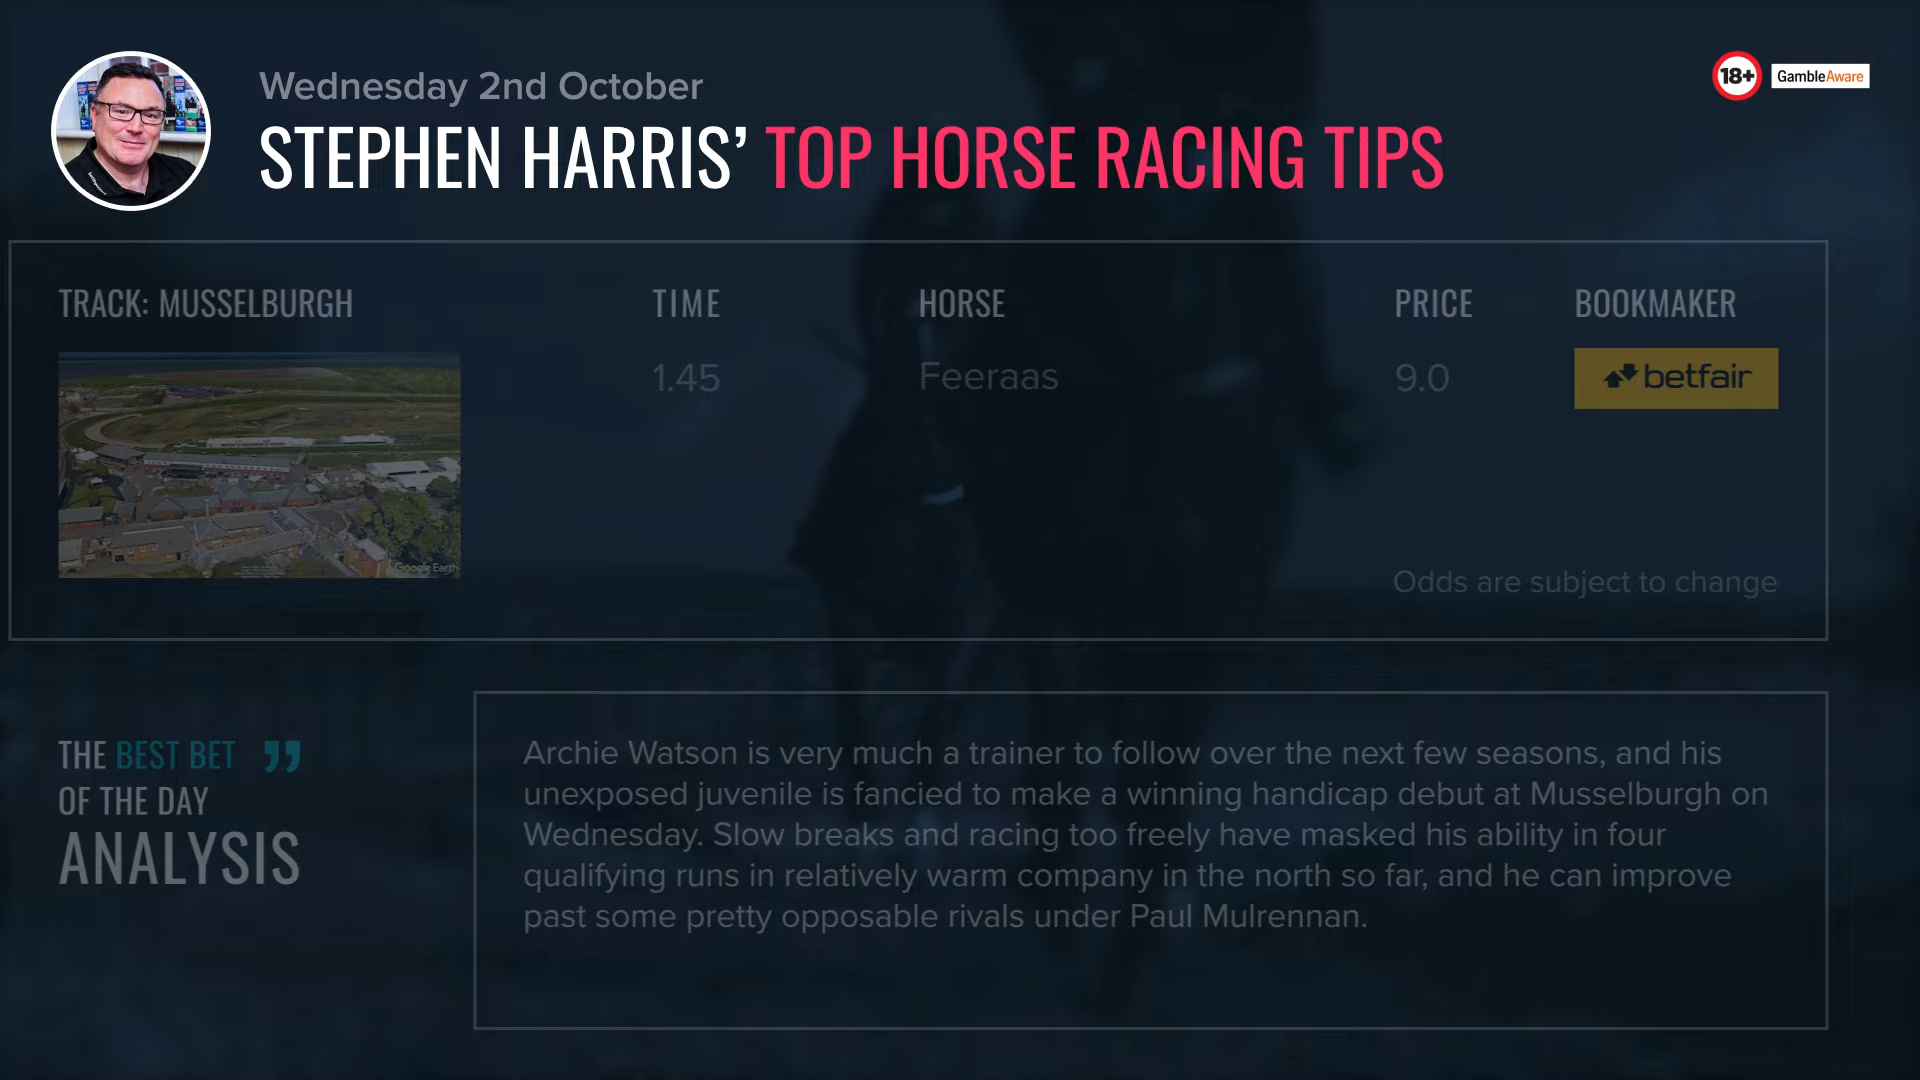 Wednesday 2nd October
STEPHEN HARRIS’ TOP HORSE RACING TIPS
18+
GambleAware
TRACK: MUSSELBURGH
TIME
HORSE
PRICE
BOOKMAKER
1.45
Feeraas
9.0
betfair
Google Earth
Odds are subject to change
THE BEST BET ”
OF THE DAY
ANALYSIS
Archie Watson is very much a trainer to follow over the next few seasons, and his
unexposed juvenile is fancied to make a winning handicap debut at Musselburgh on
Wednesday. Slow breaks and racing too freely have masked his ability in four
qualifying runs in relatively warm company in the north so far, and he can improve
past some pretty opposable rivals under Paul Mulrennan.